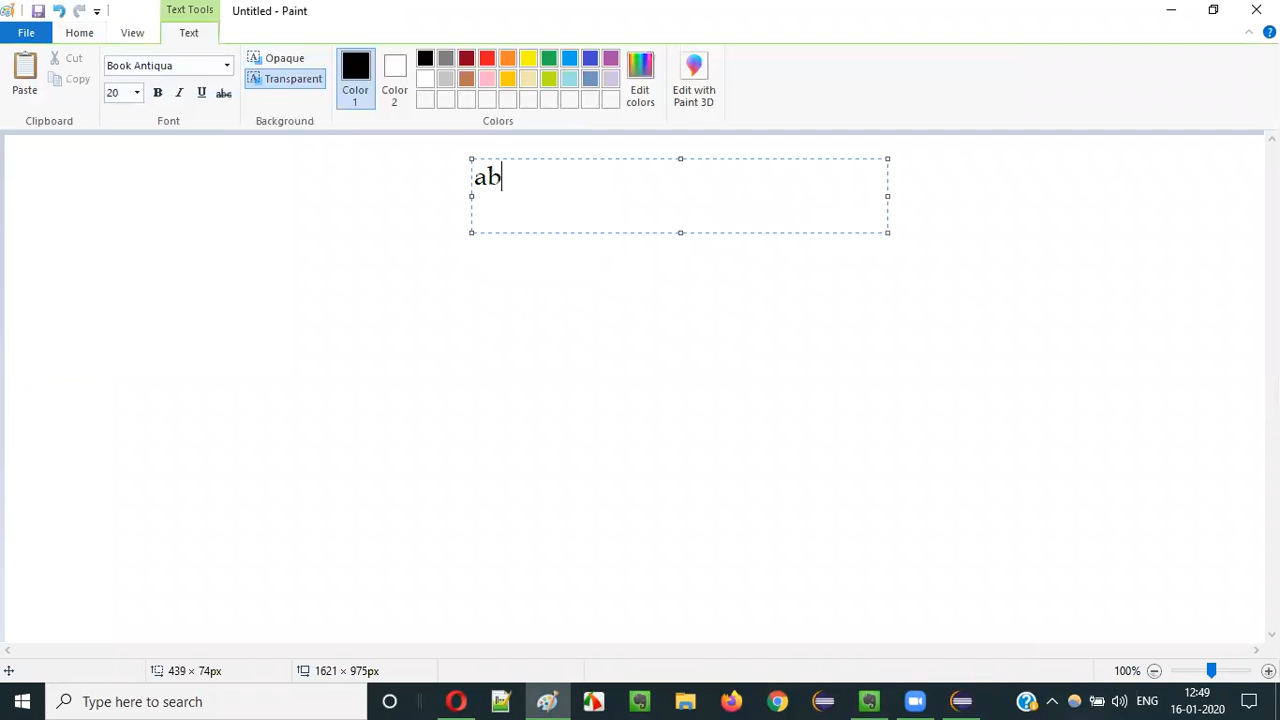 Text Tools
Untitled - Paint
File
Home
View
Text
Paste
Cut
Copy
Clipboard
Book Antiqua
20
B I U abc
Font
Opaque
Transparent
Background
Color 1
Color 2
Edit colors
Colors
Edit with Paint 3D
ab
439 × 74px
1621 × 975px
100%
Type here to search
ENG
12:49
16-01-2020